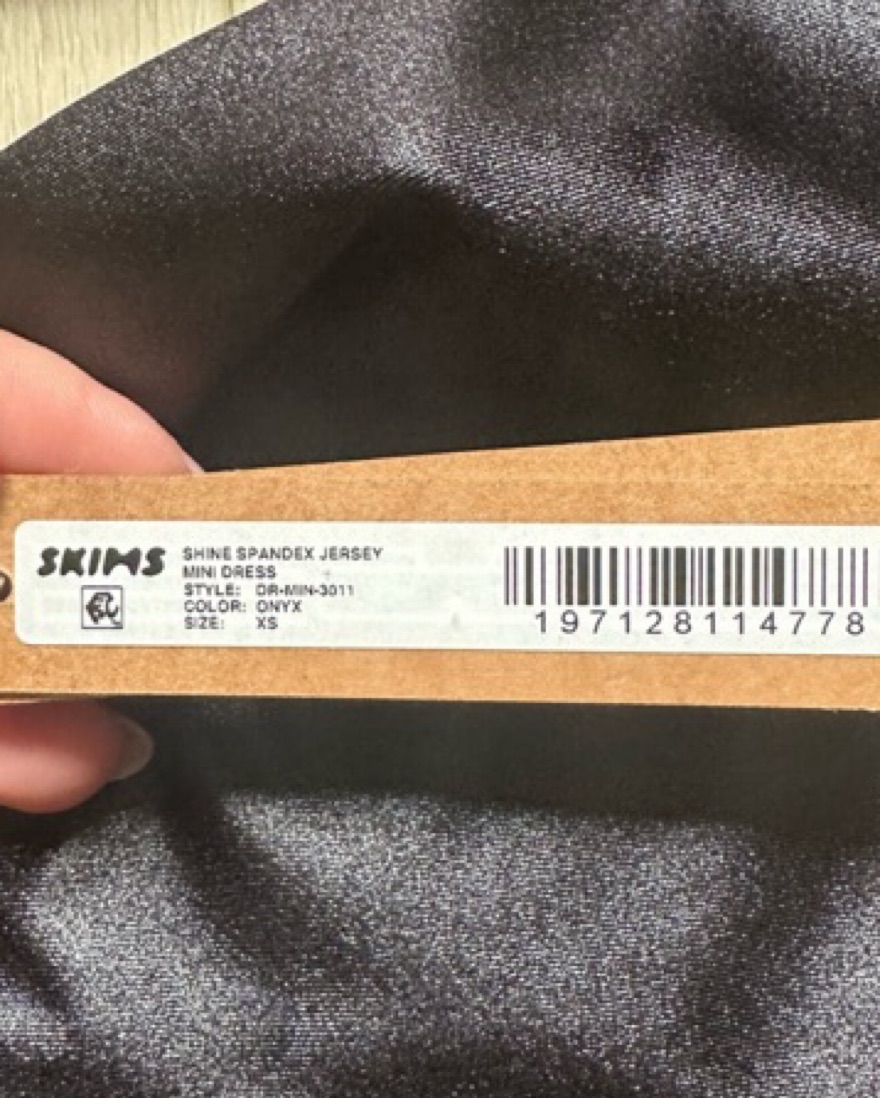 SKIMS
SHINE SPANDEX JERSEY
MINI DRESS
STYLE: DR-MIN-3011
COLOR: ONYX
SIZE: XS
197128114778